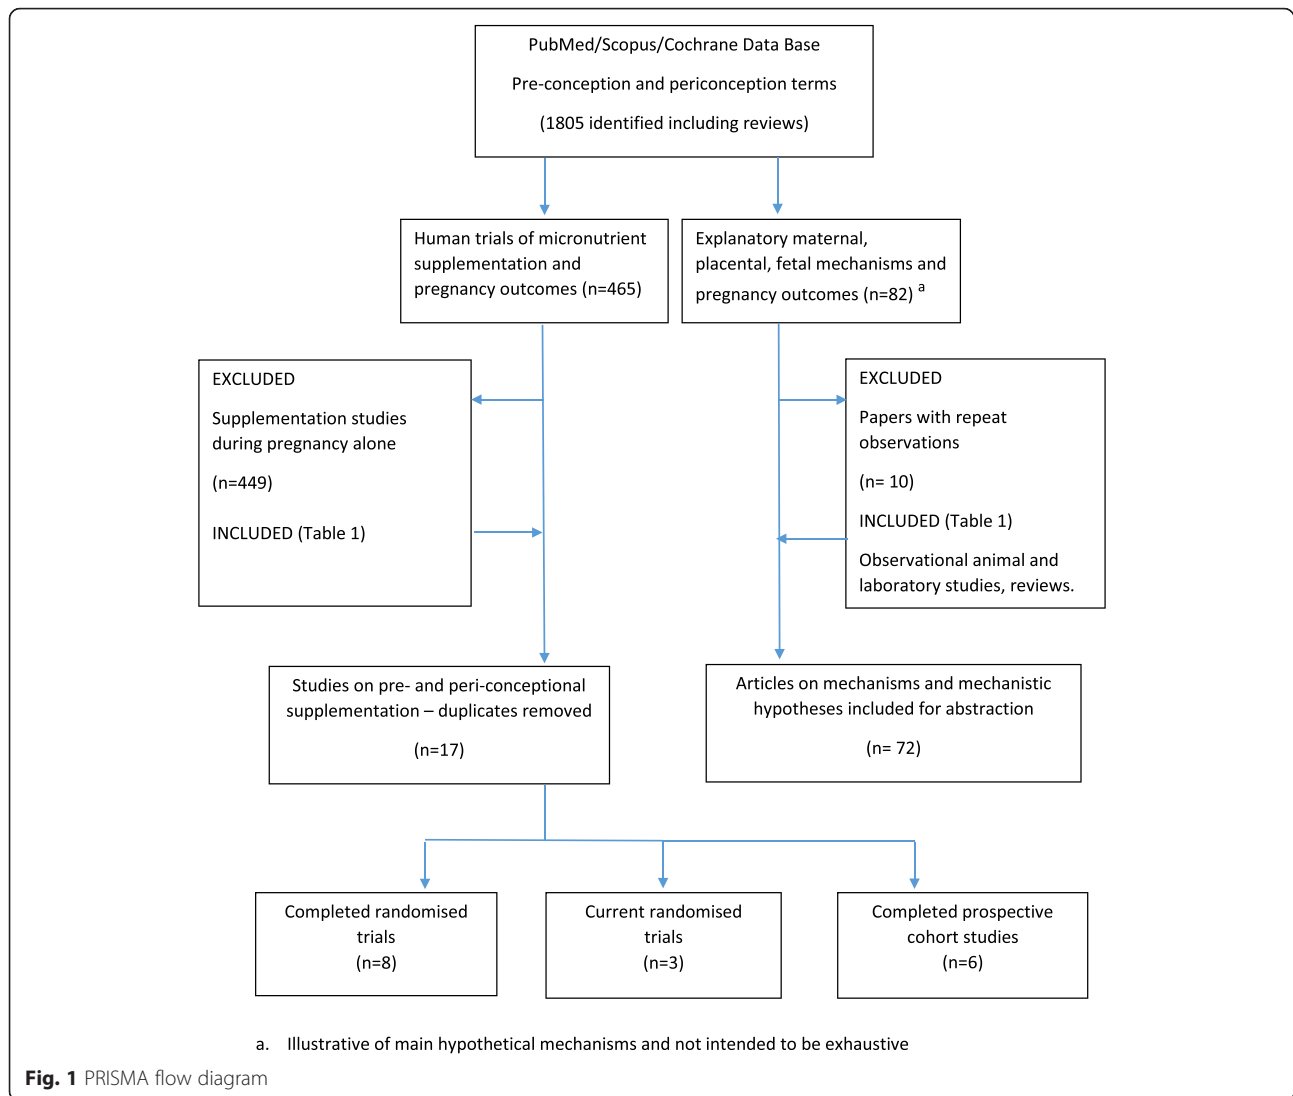 PubMed/Scopus/Cochrane Data Base
Pre-conception and periconception terms
(1805 identified including reviews)
Human trials of micronutrient
supplementation and
pregnancy outcomes (n=465)
Explanatory maternal,
placental, fetal mechanisms and
pregnancy outcomes (n=82) a
EXCLUDED
Supplementation studies
during pregnancy alone
(n=449)
INCLUDED (Table 1)
EXCLUDED
Papers with repeat
observations
(n= 10)
INCLUDED (Table 1)
Observational animal and
laboratory studies, reviews.
Studies on pre- and peri-conceptional
supplementation – duplicates removed
(n=17)
Articles on mechanisms and mechanistic
hypotheses included for abstraction
(n= 72)
Completed randomised
trials
(n=8)
Current randomised
trials
(n=3)
Completed prospective
cohort studies
(n=6)
a. Illustrative of main hypothetical mechanisms and not intended to be exhaustive
Fig. 1 PRISMA flow diagram